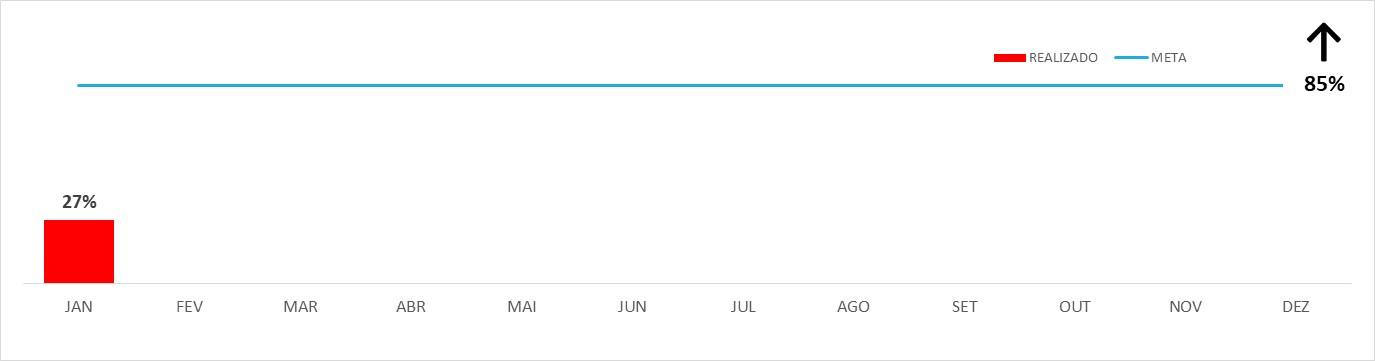 REALIZADO META
85%
27%
JAN FEV MAR ABR MAI JUN JUL AGO SET OUT NOV DEZ